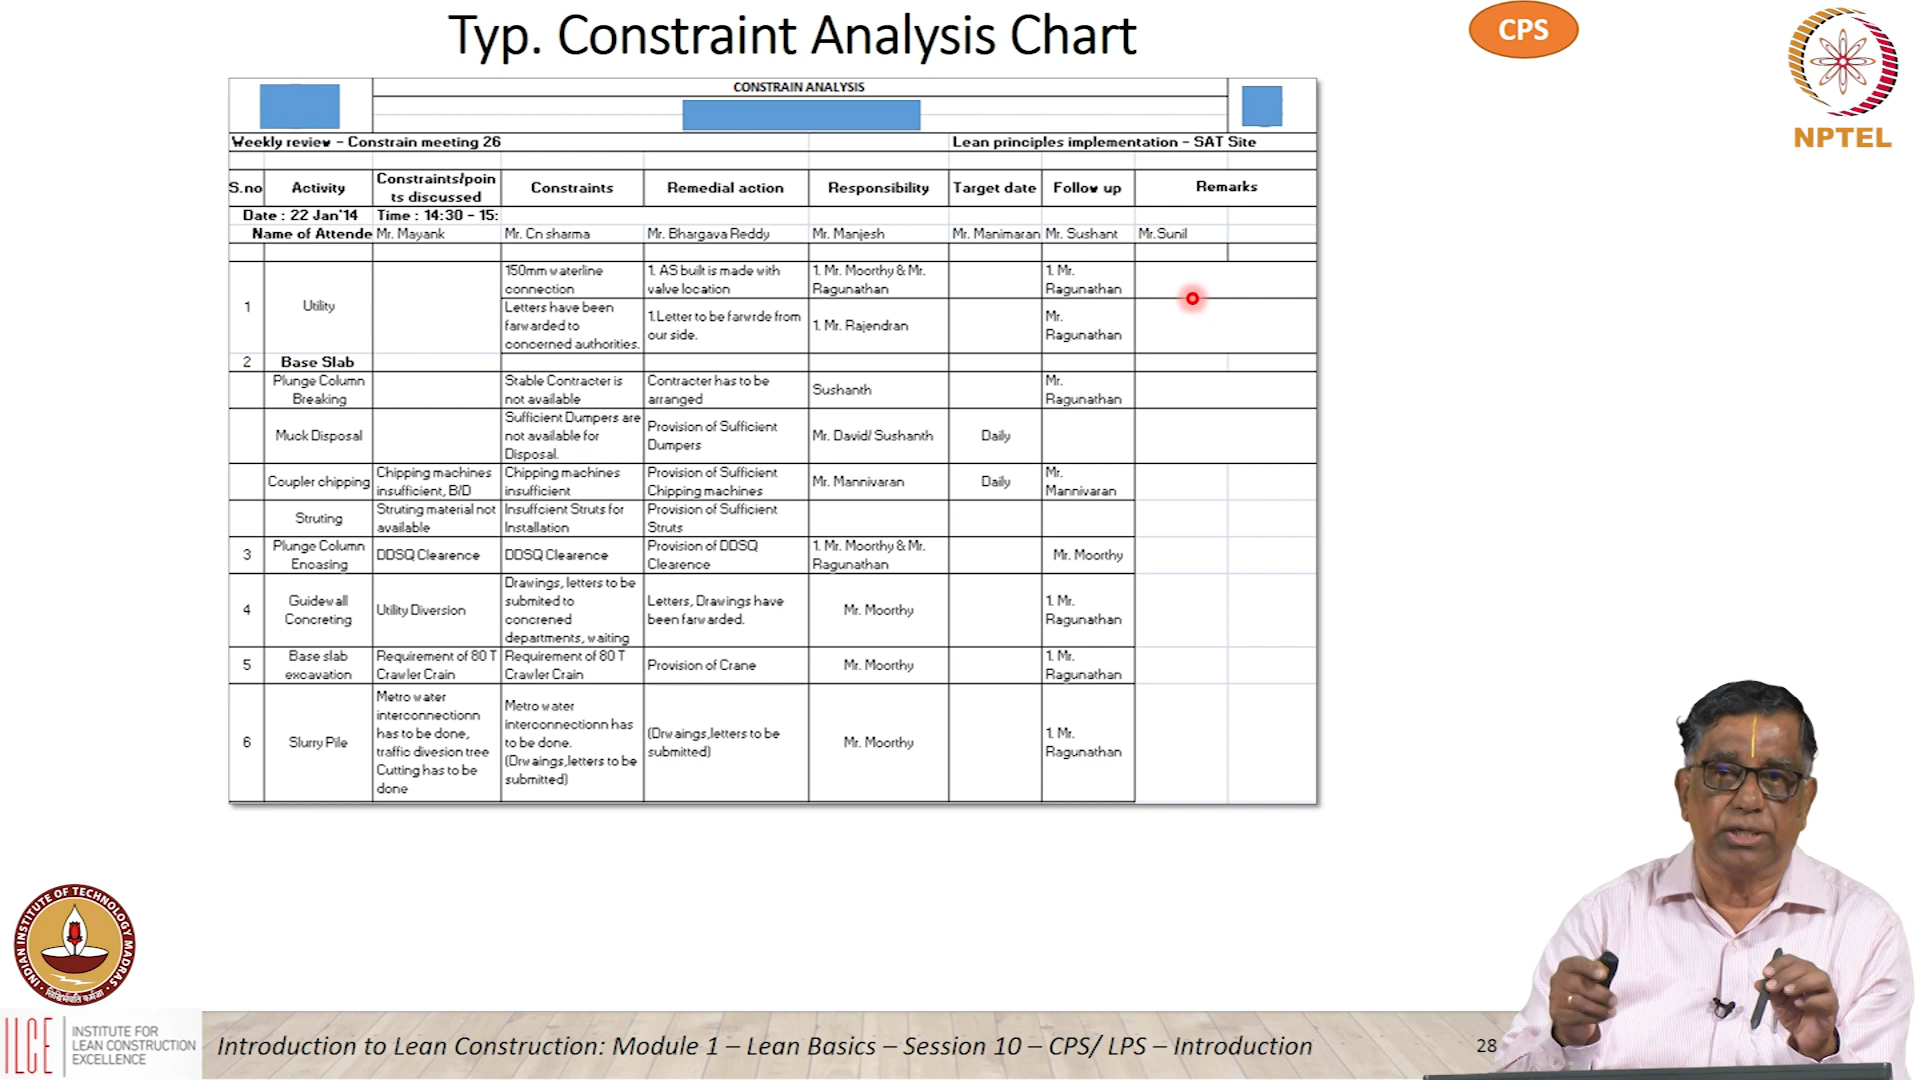 Typ. Constraint Analysis Chart
CPS
NPTEL
CONSTRAIN ANALYSIS
Weekly review - Constrain meeting 26
Lean principles implementation - SAT Site
S.no
Activity
Constraints/poin
ts discussed
Constraints
Remedial action
Responsibility
Target date
Follow up
Remarks
Date : 22 Jan'14
Time : 14:30 - 15:
Name of Attende
Mr. Mayank
Mr. Cn sharma
Mr. Bhargava Reddy
Mr. Manjesh
Mr. Manimaran
Mr. Sushant
Mr.Sunil
1
Utility
150mm waterline
connection
1. AS built is made with
valve location
1. Mr. Moorthy & Mr.
Ragunathan
1. Mr.
Ragunathan
Letters have been
farwarded to
concerned authorities.
1.Letter to be farwrde from
our side.
1. Mr. Rajendran
Mr.
Ragunathan
2
Base Slab
Plunge Column
Breaking
Stable Contracter is
not available
Contracter has to be
arranged
Sushanth
Mr.
Ragunathan
Muck Disposal
Sufficient Dumpers are
not available for
Disposal.
Provision of Sufficient
Dumpers
Mr. David/ Sushanth
Daily
Coupler chipping
Chipping machines
insufficient, B/D
Chipping machines
insufficient
Provision of Sufficient
Chipping machines
Mr. Mannivaran
Daily
Mr.
Mannivaran
Struting
Struting material not
available
Insuffcient Struts for
Installation
Provision of Sufficient
Struts
3
Plunge Column
Encasing
DDSQ Clearence
DDSQ Clearence
Provision of DDSQ
Clearence
1. Mr. Moorthy & Mr.
Ragunathan
Mr. Moorthy
4
Guidewall
Concreting
Utility Diversion
Drawings, letters to be
submited to
concrened
departments, waiting
Letters, Drawings have
been farwarded.
Mr. Moorthy
1. Mr.
Ragunathan
5
Base slab
excavation
Requirement of 80 T
Crawler Crain
Requirement of 80 T
Crawler Crain
Provision of Crane
Mr. Moorthy
1. Mr.
Ragunathan
6
Slurry Pile
Metro water
interconnectionn
has to be done,
traffic divesion tree
Cutting has to be
done
Metro water
interconnectionn has
to be done.
(Drwaings,letters to be
submitted)
(Drwaings,letters to be
submitted)
Mr. Moorthy
1. Mr.
Ragunathan
INDIAN INSTITUTE OF TECHNOLOGY MADRAS
सिद्धिर्भवति कर्मजा
ILCE
INSTITUTE FOR
LEAN CONSTRUCTION
EXCELLENCE
Introduction to Lean Construction: Module 1 – Lean Basics – Session 10 – CPS/ LPS – Introduction
28